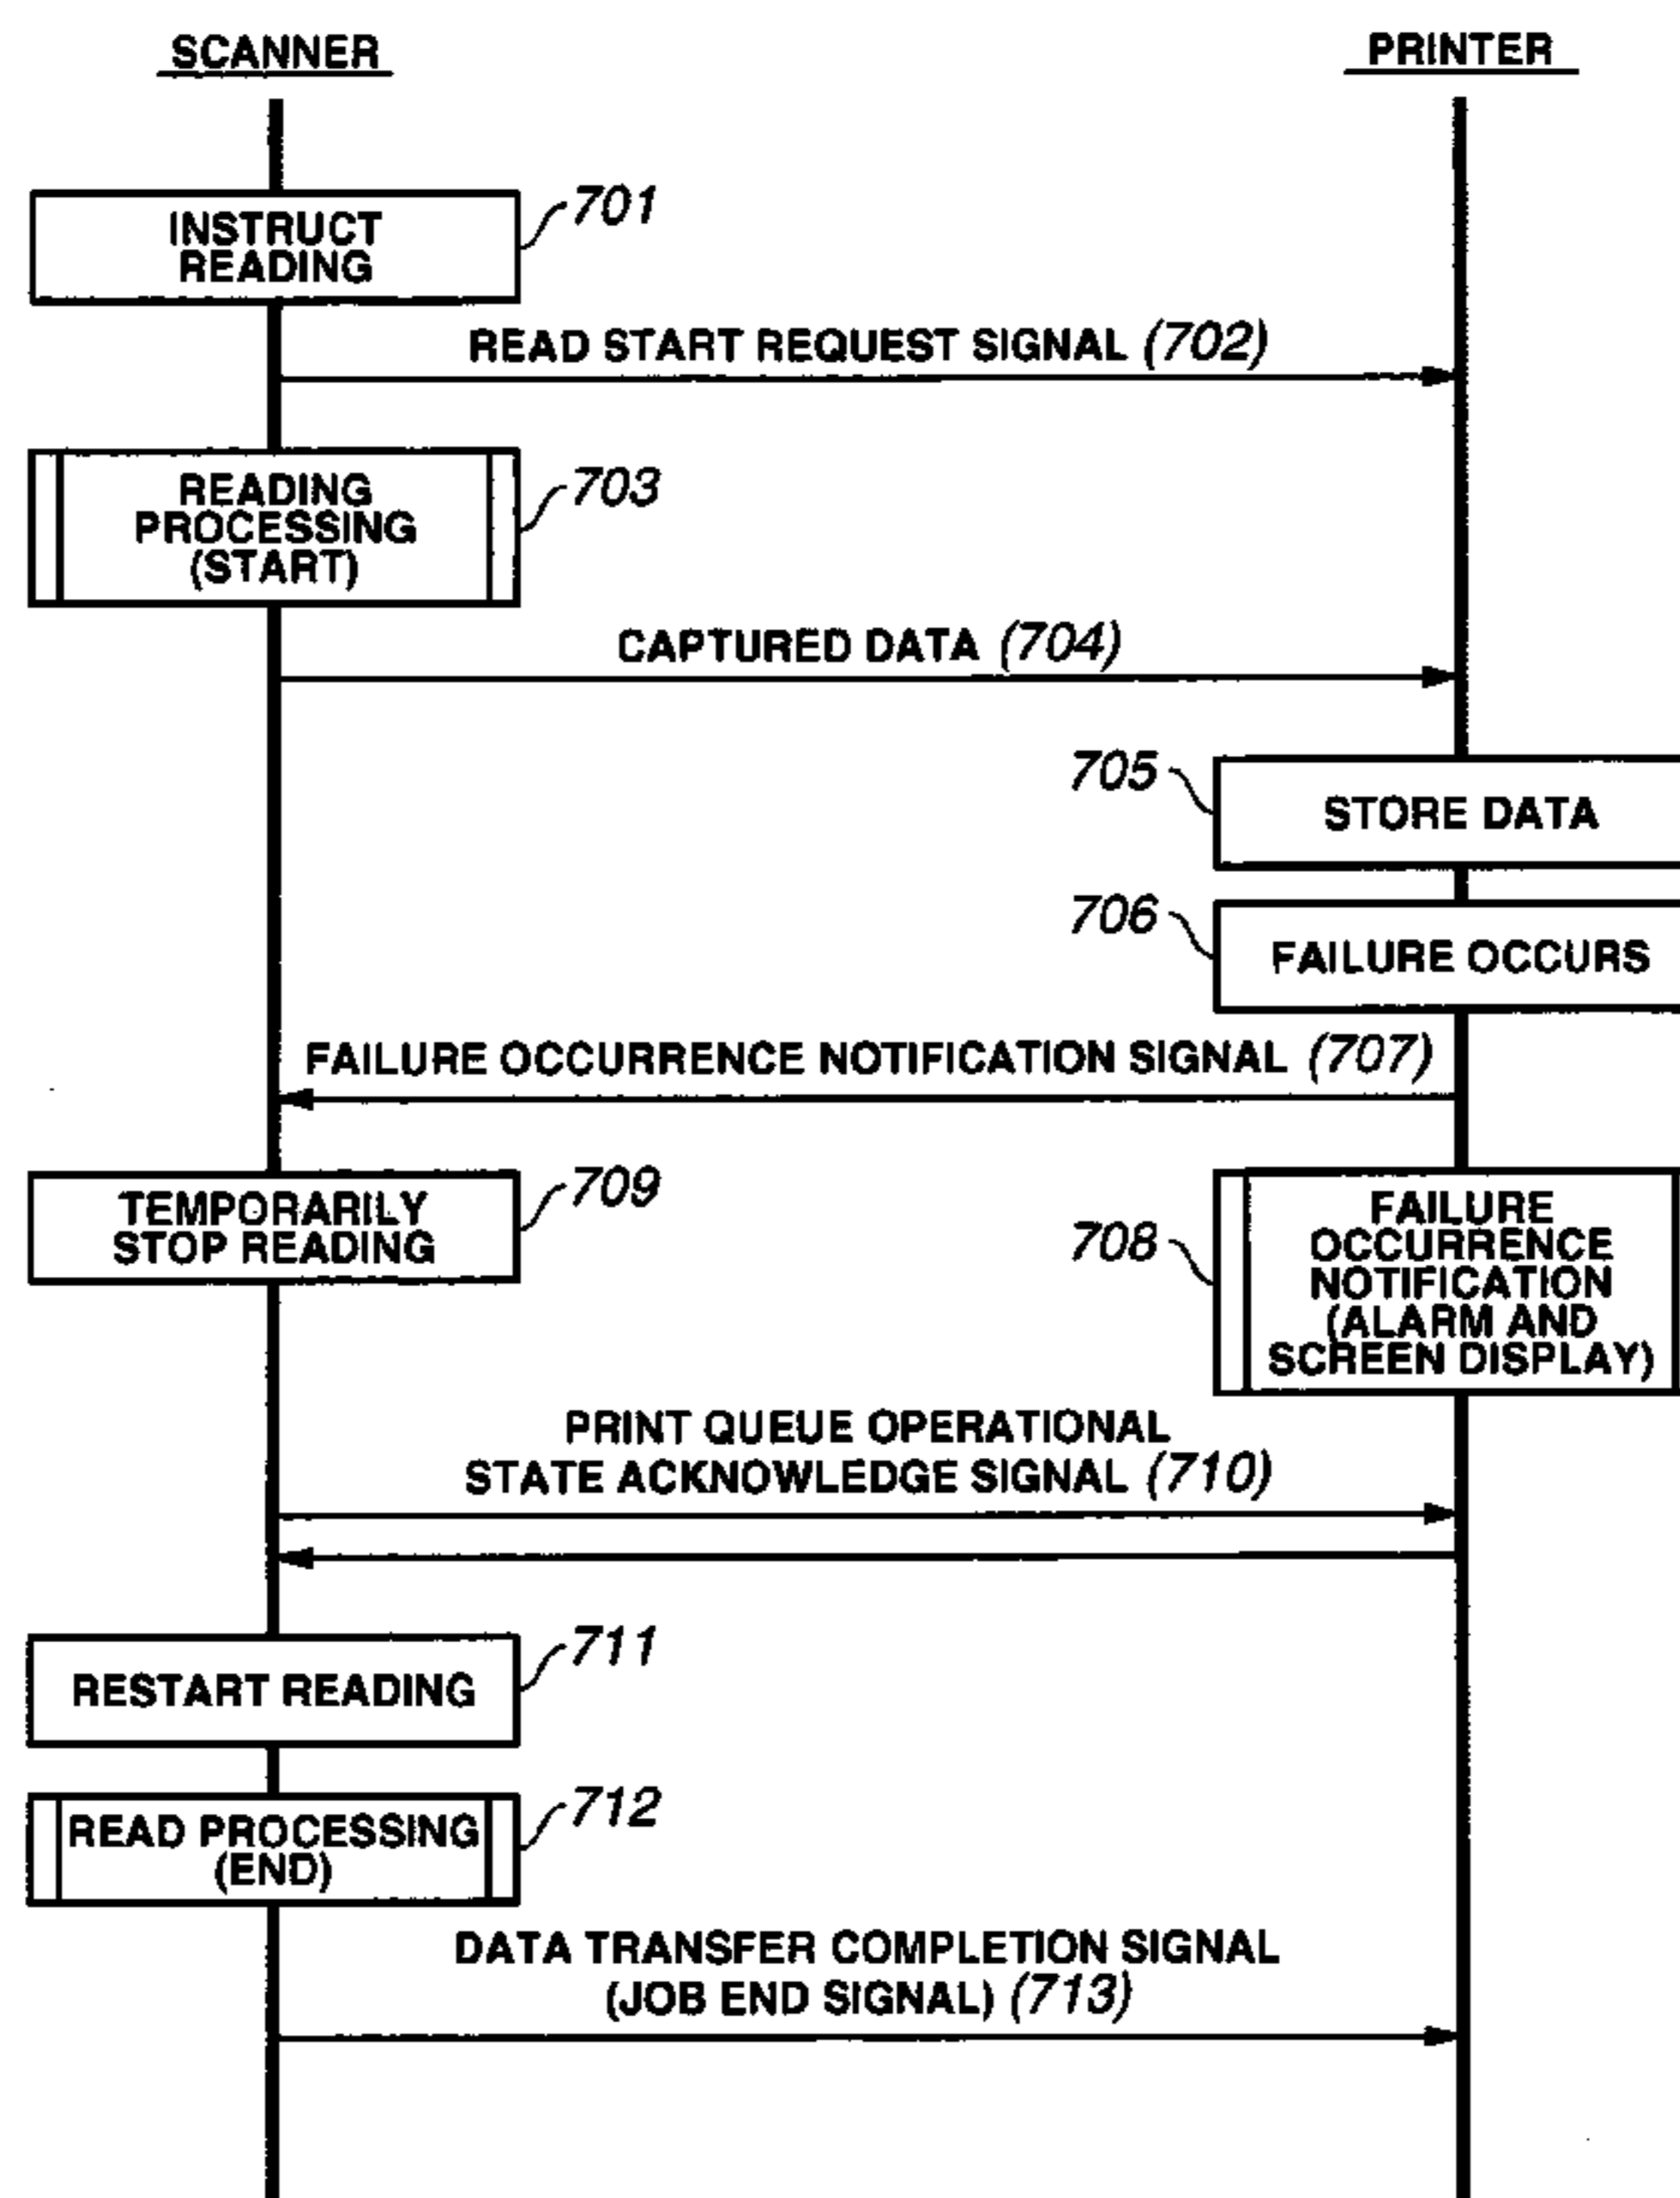 SCANNER
PRINTER
INSTRUCT
READING
701
READ START REQUEST SIGNAL (702)
READING
PROCESSING
(START)
703
CAPTURED DATA (704)
705
STORE DATA
706
FAILURE OCCURS
FAILURE OCCURRENCE NOTIFICATION SIGNAL (707)
TEMPORARILY
STOP READING
709
708
FAILURE
OCCURRENCE
NOTIFICATION
(ALARM AND
SCREEN DISPLAY)
PRINT QUEUE OPERATIONAL
STATE ACKNOWLEDGE SIGNAL (710)
RESTART READING
711
READ PROCESSING
(END)
712
DATA TRANSFER COMPLETION SIGNAL
(JOB END SIGNAL) (713)